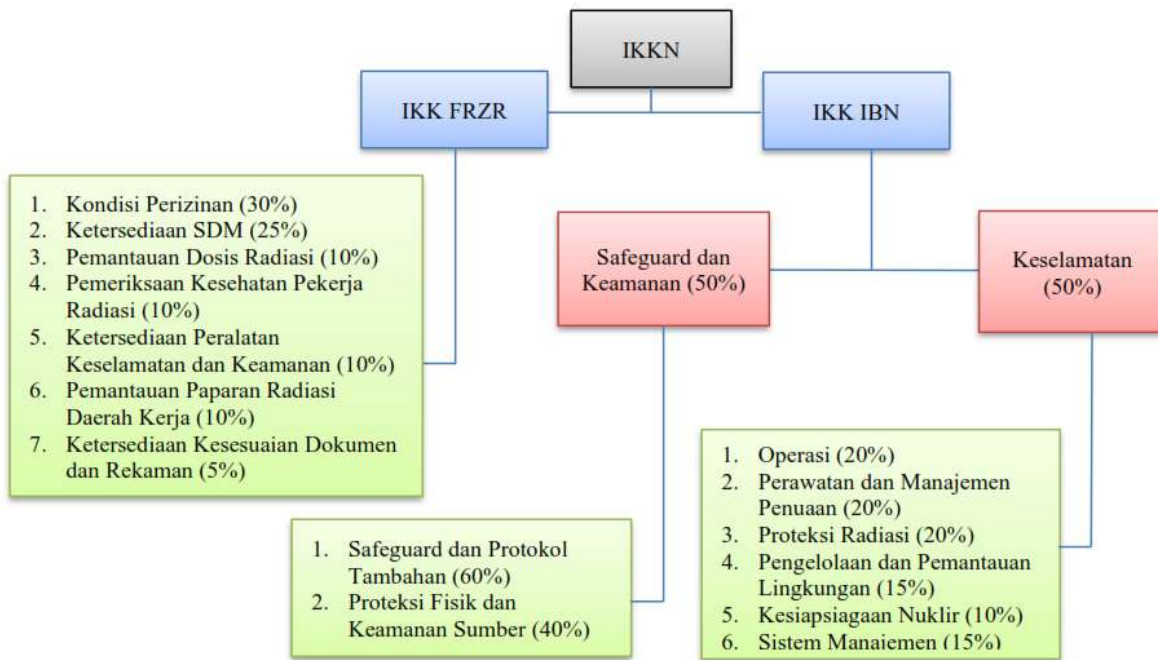 IKKN
IKK FRZR
IKK IBN
1. Kondisi Perizinan (30%)
2. Ketersediaan SDM (25%)
3. Pemantauan Dosis Radiasi (10%)
4. Pemeriksaan Kesehatan Pekerja
Radiasi (10%)
5. Ketersediaan Peralatan
Keselamatan dan Keamanan (10%)
6. Pemantauan Paparan Radiasi
Daerah Kerja (10%)
7. Ketersediaan Kesesuaian Dokumen
dan Rekaman (5%)
Safeguard dan
Keamanan (50%)
Keselamatan
(50%)
1. Safeguard dan Protokol
Tambahan (60%)
2. Proteksi Fisik dan
Keamanan Sumber (40%)
1. Operasi (20%)
2. Perawatan dan Manajemen
Penuaan (20%)
3. Proteksi Radiasi (20%)
4. Pengelolaan dan Pemantauan
Lingkungan (15%)
5. Kesiapsiagaan Nuklir (10%)
6. Sistem Manajemen (15%)